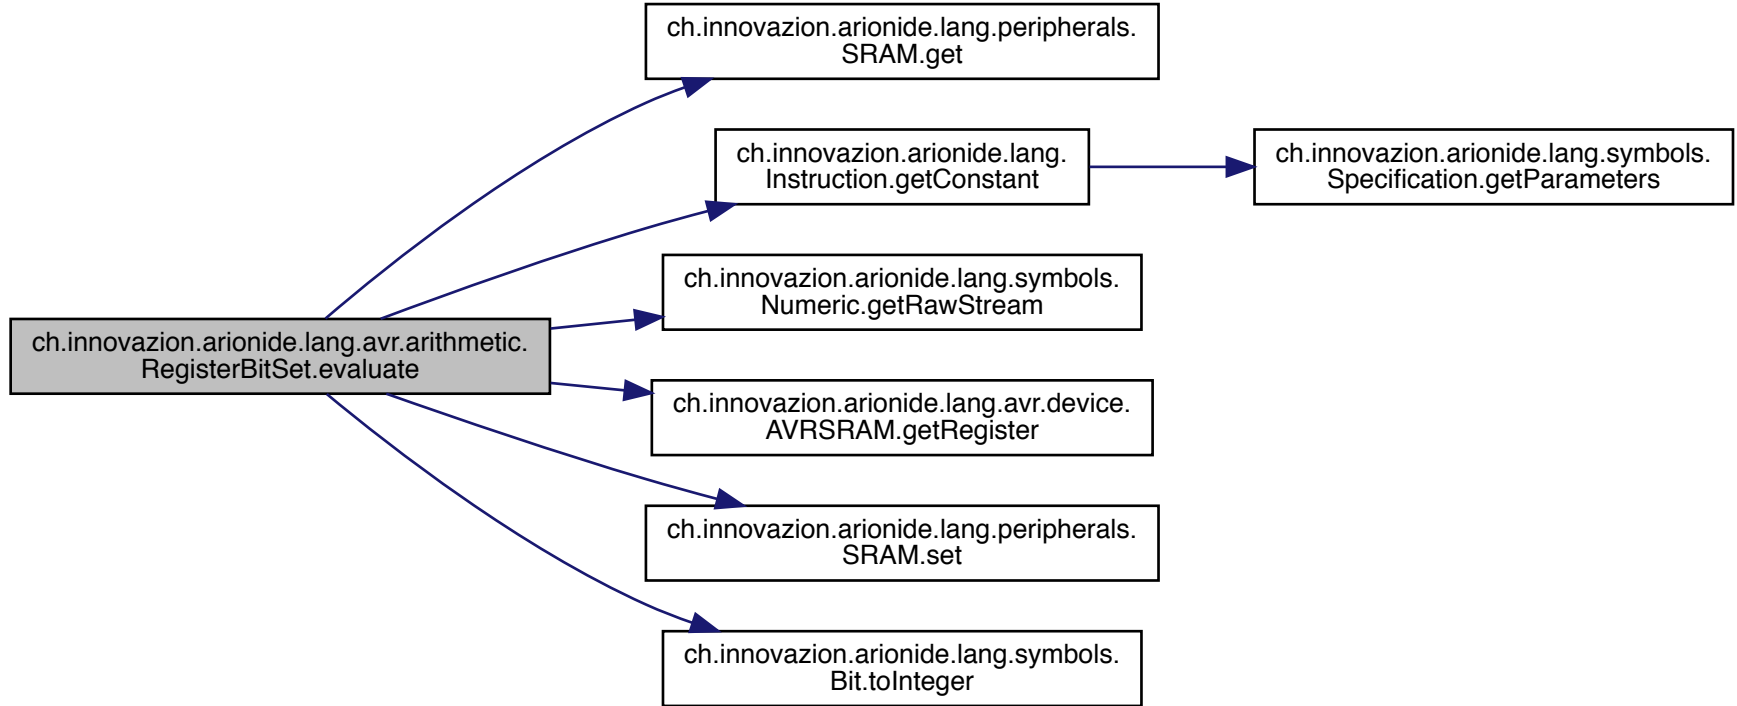 ch.innovazion.arionide.lang.peripherals.
SRAM.get
ch.innovazion.arionide.lang.
Instruction.getConstant
ch.innovazion.arionide.lang.symbols.
Specification.getParameters
ch.innovazion.arionide.lang.symbols.
Numeric.getRawStream
ch.innovazion.arionide.lang.avr.arithmetic.
RegisterBitSet.evaluate
ch.innovazion.arionide.lang.avr.device.
AVRSRAM.getRegister
ch.innovazion.arionide.lang.peripherals.
SRAM.set
ch.innovazion.arionide.lang.symbols.
Bit.toInteger